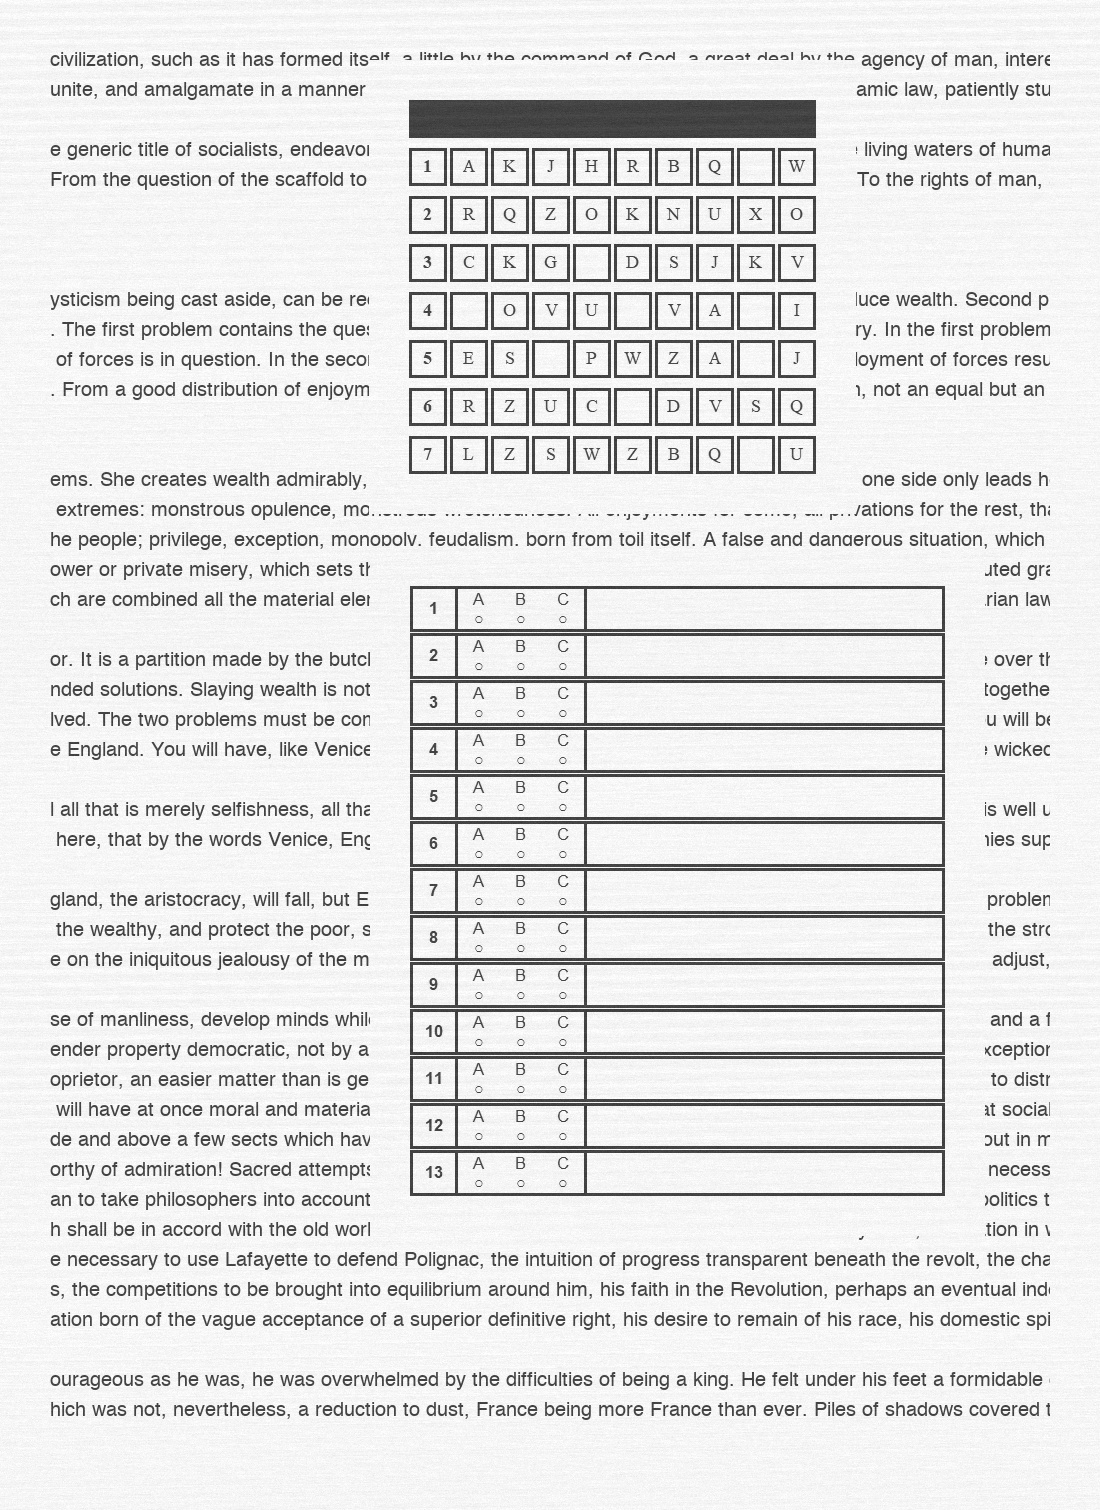 civilization, such as it has formed itself, a little by the command of God, a great deal by the agency of man, intere
unite, and amalgamate in a manner amic law, patiently stu
e generic title of socialists, endeavor living waters of huma
From the question of the scaffold to To the rights of man,
1 A K J H R B Q W
2 R Q Z O K N U X O
3 C K G D S J K V
4 O V U V A I
5 E S P W Z A J
6 R Z U C D V S Q
7 L Z S W Z B Q U
ysticism being cast aside, can be re luce wealth. Second p
. The first problem contains the ques ry. In the first problem
of forces is in question. In the secon loyment of forces resu
. From a good distribution of enjoym n, not an equal but an
ems. She creates wealth admirably, one side only leads h
extremes: monstrous opulence, monstrous wretchedness. All enjoyments for some, all privations for the rest, tha
he people; privilege, exception, monopoly, feudalism, born from toil itself. A false and dangerous situation, which
ower or private misery, which sets th uted gra
ch are combined all the material eler rian law
or. It is a partition made by the butch over th
nded solutions. Slaying wealth is not togethe
lved. The two problems must be com u will be
e England. You will have, like Venice wicked
l all that is merely selfishness, all tha is well u
here, that by the words Venice, Eng nies sup
gland, the aristocracy, will fall, but E problem
the wealthy, and protect the poor, s the stro
e on the iniquitous jealousy of the m adjust,
se of manliness, develop minds while and a f
ender property democratic, not by a xception
oprietor, an easier matter than is ge to distr
will have at once moral and materia at social
de and above a few sects which hav out in m
orthy of admiration! Sacred attempts necess
an to take philosophers into account politics t
h shall be in accord with the old worl tion in v
1 A B C
2 A B C
3 A B C
4 A B C
5 A B C
6 A B C
7 A B C
8 A B C
9 A B C
10 A B C
11 A B C
12 A B C
13 A B C
e necessary to use Lafayette to defend Polignac, the intuition of progress transparent beneath the revolt, the cha
s, the competitions to be brought into equilibrium around him, his faith in the Revolution, perhaps an eventual ind
ation born of the vague acceptance of a superior definitive right, his desire to remain of his race, his domestic spi
ourageous as he was, he was overwhelmed by the difficulties of being a king. He felt under his feet a formidable
hich was not, nevertheless, a reduction to dust, France being more France than ever. Piles of shadows covered t